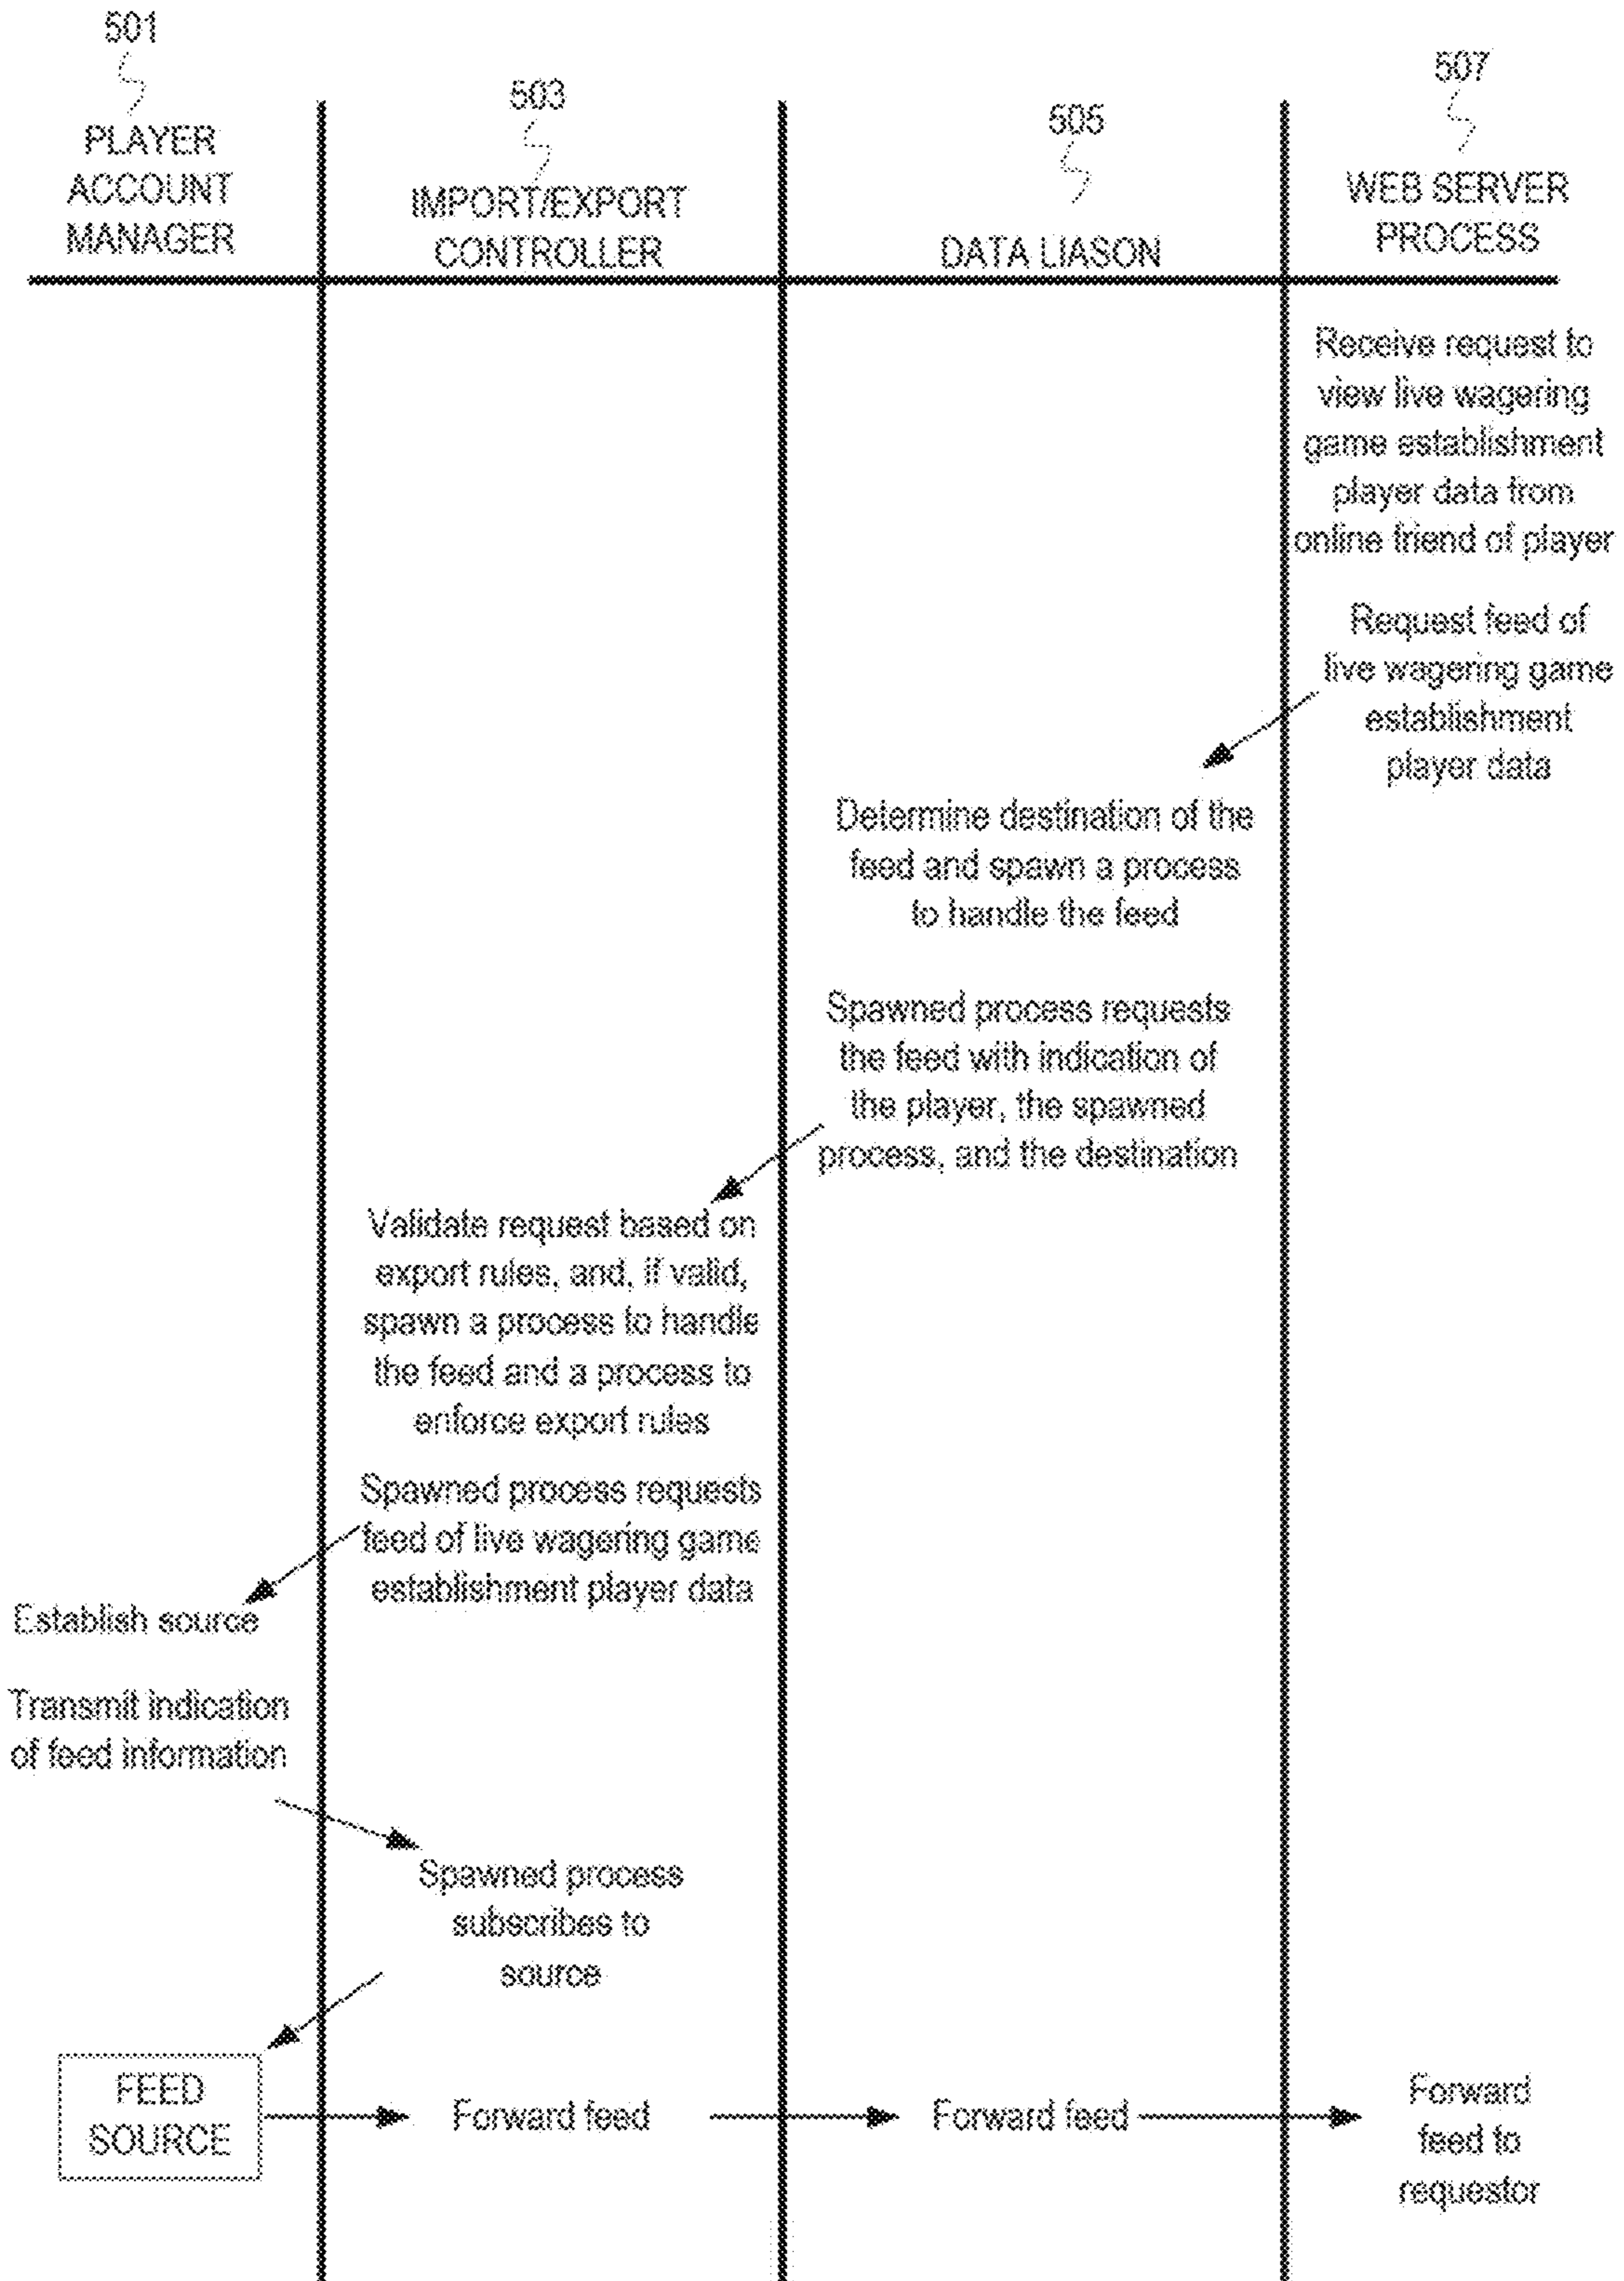 501
PLAYER
ACCOUNT
MANAGER
503
IMPORT/EXPORT
CONTROLLER
505
DATA LIASON
507
WEB SERVER
PROCESS
Receive request to
view live wagering
game establishment
player data from
online friend of player
Request feed of
live wagering game
establishment
player data
Determine destination of the
feed and spawn a process
to handle the feed
Spawned process requests
the feed with indication of
the player, the spawned
process, and the destination
Validate request based on
export rules, and, if valid,
spawn a process to handle
the feed and a process to
enforce export rules
Spawned process requests
feed of live wagering game
establishment player data
Establish source
Transmit indication
of feed information
Spawned process
subscribes to
source
FEED
SOURCE
Forward feed
Forward feed
Forward
feed to
requestor